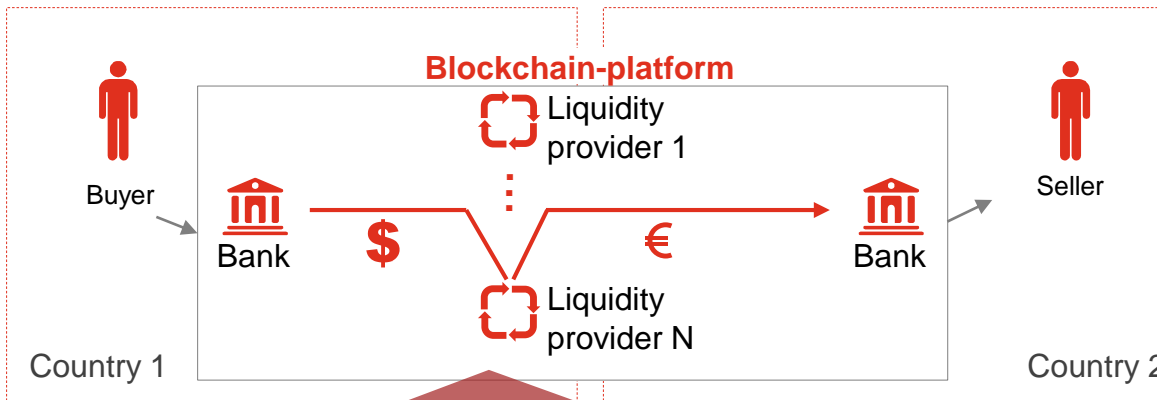 Blockchain-platform
Liquidity
provider 1
Buyer
Seller
$
€
Bank
Bank
Liquidity
provider N
Country 1
Country 2